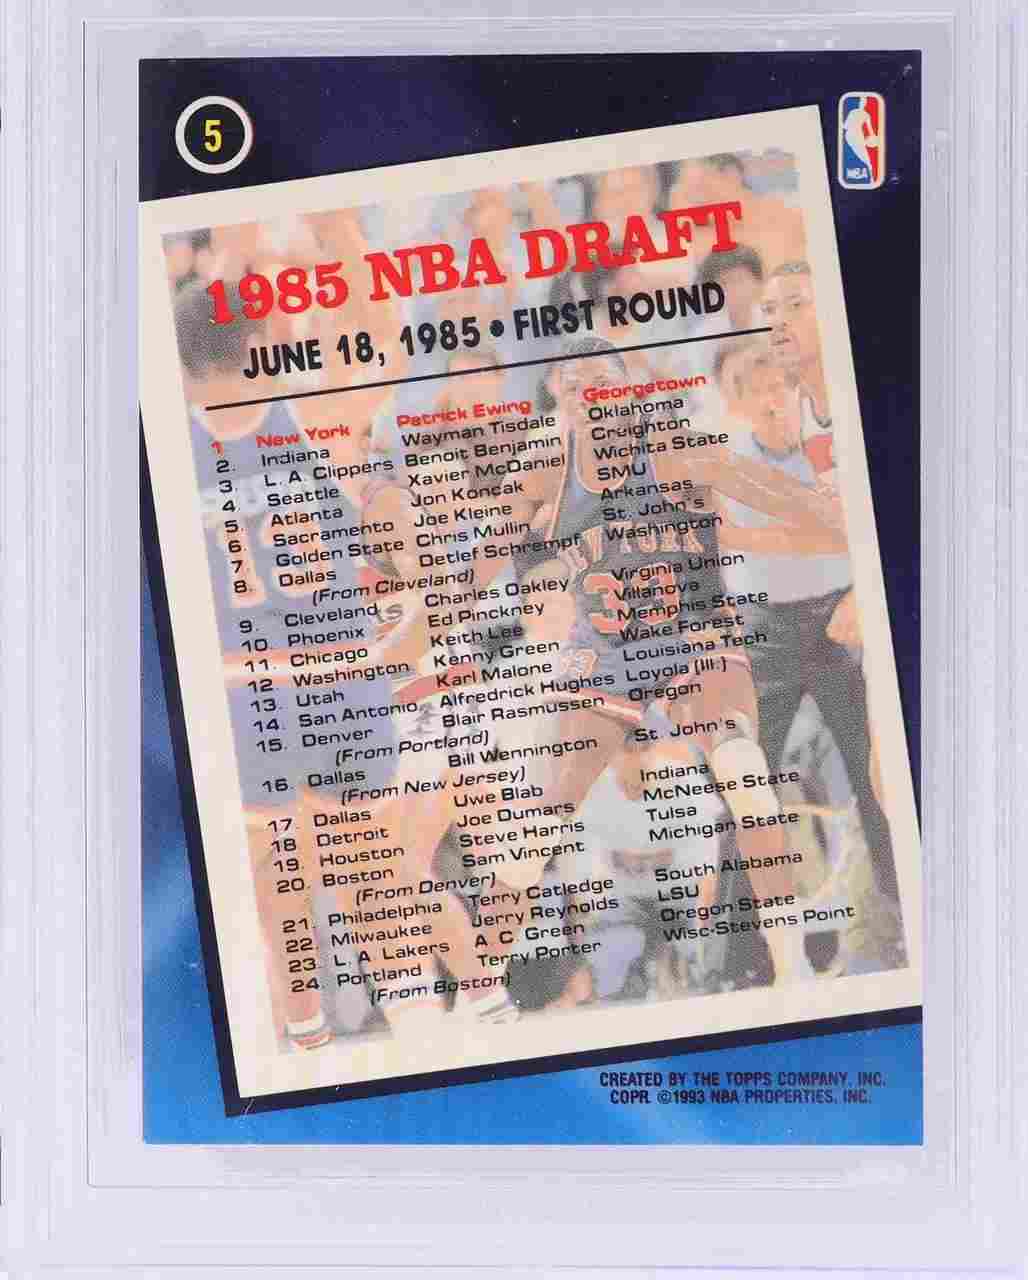 5
NBA
1985 NBA DRAFT
JUNE 18, 1985 • FIRST ROUND
1 New York Patrick Ewing Georgetown
2. Indiana Wayman Tisdale Oklahoma
3. L. A. Clippers Benoit Benjamin Creighton
4. Seattle Xavier McDaniel Wichita State
5. Atlanta Jon Koncak SMU
6. Sacramento Joe Kleine Arkansas
7. Golden State Chris Mullin St. John's
8. Dallas Detlef Schrempf Washington
(From Cleveland)
9. Cleveland Charles Oakley Virginia Union
10. Phoenix Ed Pinckney Villanova
11. Chicago Keith Lee Memphis State
12. Washington Kenny Green Wake Forest
13. Utah Karl Malone Louisiana Tech
14. San Antonio Alfredrick Hughes Loyola (Ill.)
15. Denver Blair Rasmussen Oregon
(From Portland)
16. Dallas Bill Wennington St. John's
(From New Jersey)
17. Dallas Uwe Blab Indiana
18 Detroit Joe Dumars McNeese State
19. Houston Steve Harris Tulsa
20. Boston Sam Vincent Michigan State
(From Denver)
21. Philadelphia Terry Catledge South Alabama
22. Milwaukee Jerry Reynolds LSU
23. L. A. Lakers A. C. Green Oregon State
24. Portland Terry Porter Wisc-Stevens Point
(From Boston)
NEW YORK
33
CREATED BY THE TOPPS COMPANY, INC.
COPR. ©1993 NBA PROPERTIES, INC.